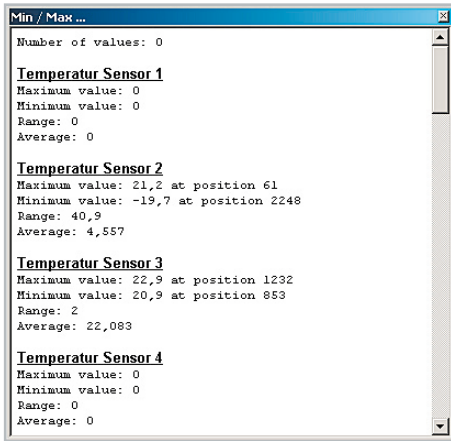 Min / Max ...
Number of values: 0
Temperatur Sensor 1
Maximum value: 0
Minimum value: 0
Range: 0
Average: 0
Temperatur Sensor 2
Maximum value: 21,2 at position 61
Minimum value: -19,7 at position 2248
Range: 40,9
Average: 4,557
Temperatur Sensor 3
Maximum value: 22,9 at position 1232
Minimum value: 20,9 at position 853
Range: 2
Average: 22,083
Temperatur Sensor 4
Maximum value: 0
Minimum value: 0
Range: 0
Average: 0